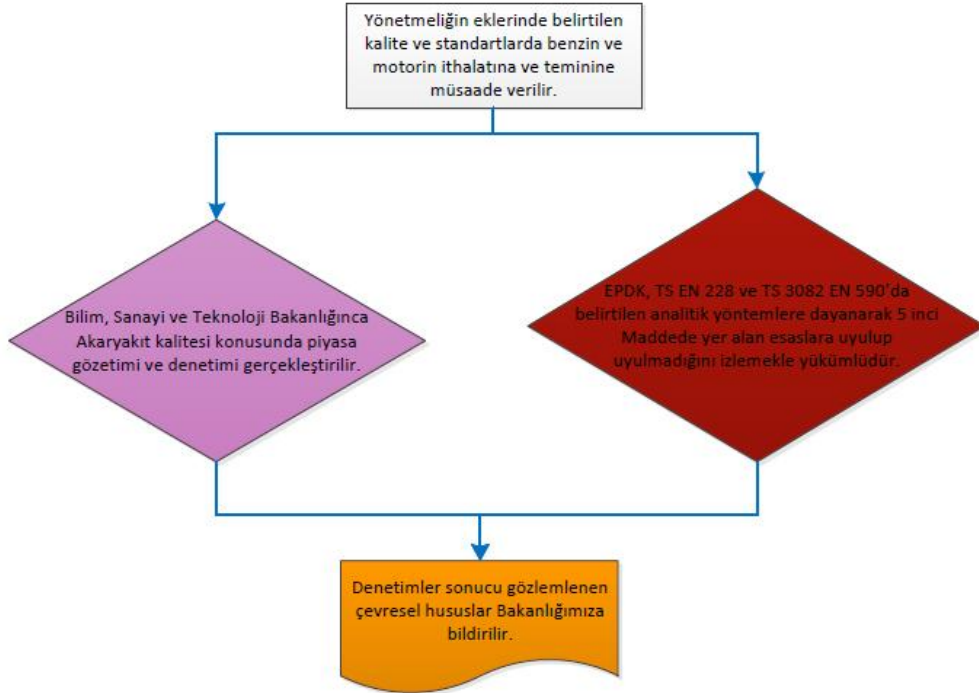 Yönetmeliğin eklerinde belirtilen
kalite ve standartlarda benzin ve
motorin ithalatına ve teminine
müsaade verilir.
Bilim, Sanayi ve Teknoloji Bakanlığınca
Akaryakıt kalitesi konusunda piyasa
gözetimi ve denetimi gerçekleştirilir.
EPDK, TS EN 228 ve TS 3082 EN 590’da
belirtilen analitik yöntemlere dayanarak 5 inci
Maddede yer alan esaslara uyulup
uyulmadığını izlemekle yükümlüdür.
Denetimler sonucu gözlemlenen
çevresel hususlar Bakanlığımıza
bildirilir.